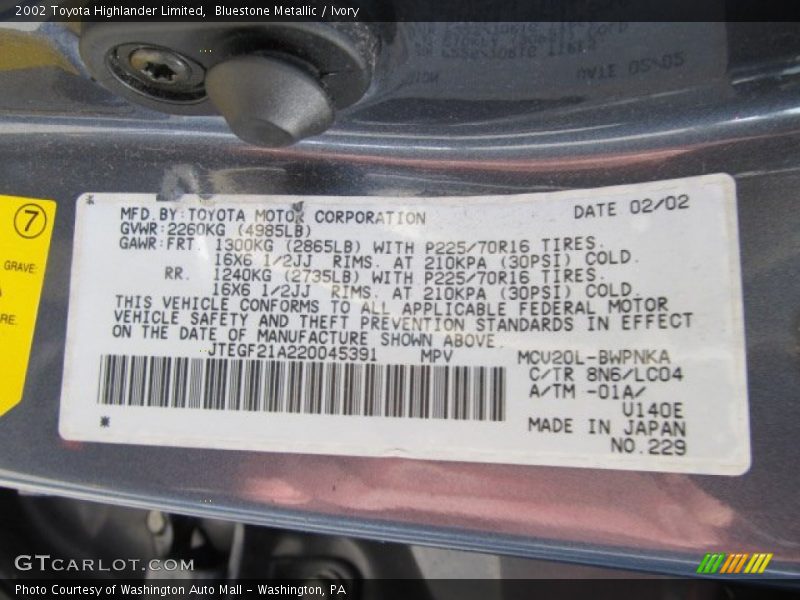 2002 Toyota Highlander Limited, Bluestone Metallic / Ivory
7
GRAVE
MFD.BY:TOYOTA MOTOR CORPORATION DATE 02/02
GVWR:2260KG (4985LB)
GAWR:FRT. 1300KG (2865LB) WITH P225/70R16 TIRES.
16X6 1/2JJ RIMS. AT 210KPA (30PSI) COLD.
RR. 1240KG (2735LB) WITH P225/70R16 TIRES.
16X6 1/2JJ RIMS. AT 210KPA (30PSI) COLD.
THIS VEHICLE CONFORMS TO ALL APPLICABLE FEDERAL MOTOR
VEHICLE SAFETY AND THEFT PREVENTION STANDARDS IN EFFECT
ON THE DATE OF MANUFACTURE SHOWN ABOVE.
JTEGF21A220045391 MPV MCU20L-BWPNKA
C/TR 8N6/LC04
A/TM -01A/
U140E
MADE IN JAPAN
NO.229
GTCARLOT.COM
Photo Courtesy of Washington Auto Mall - Washington, PA